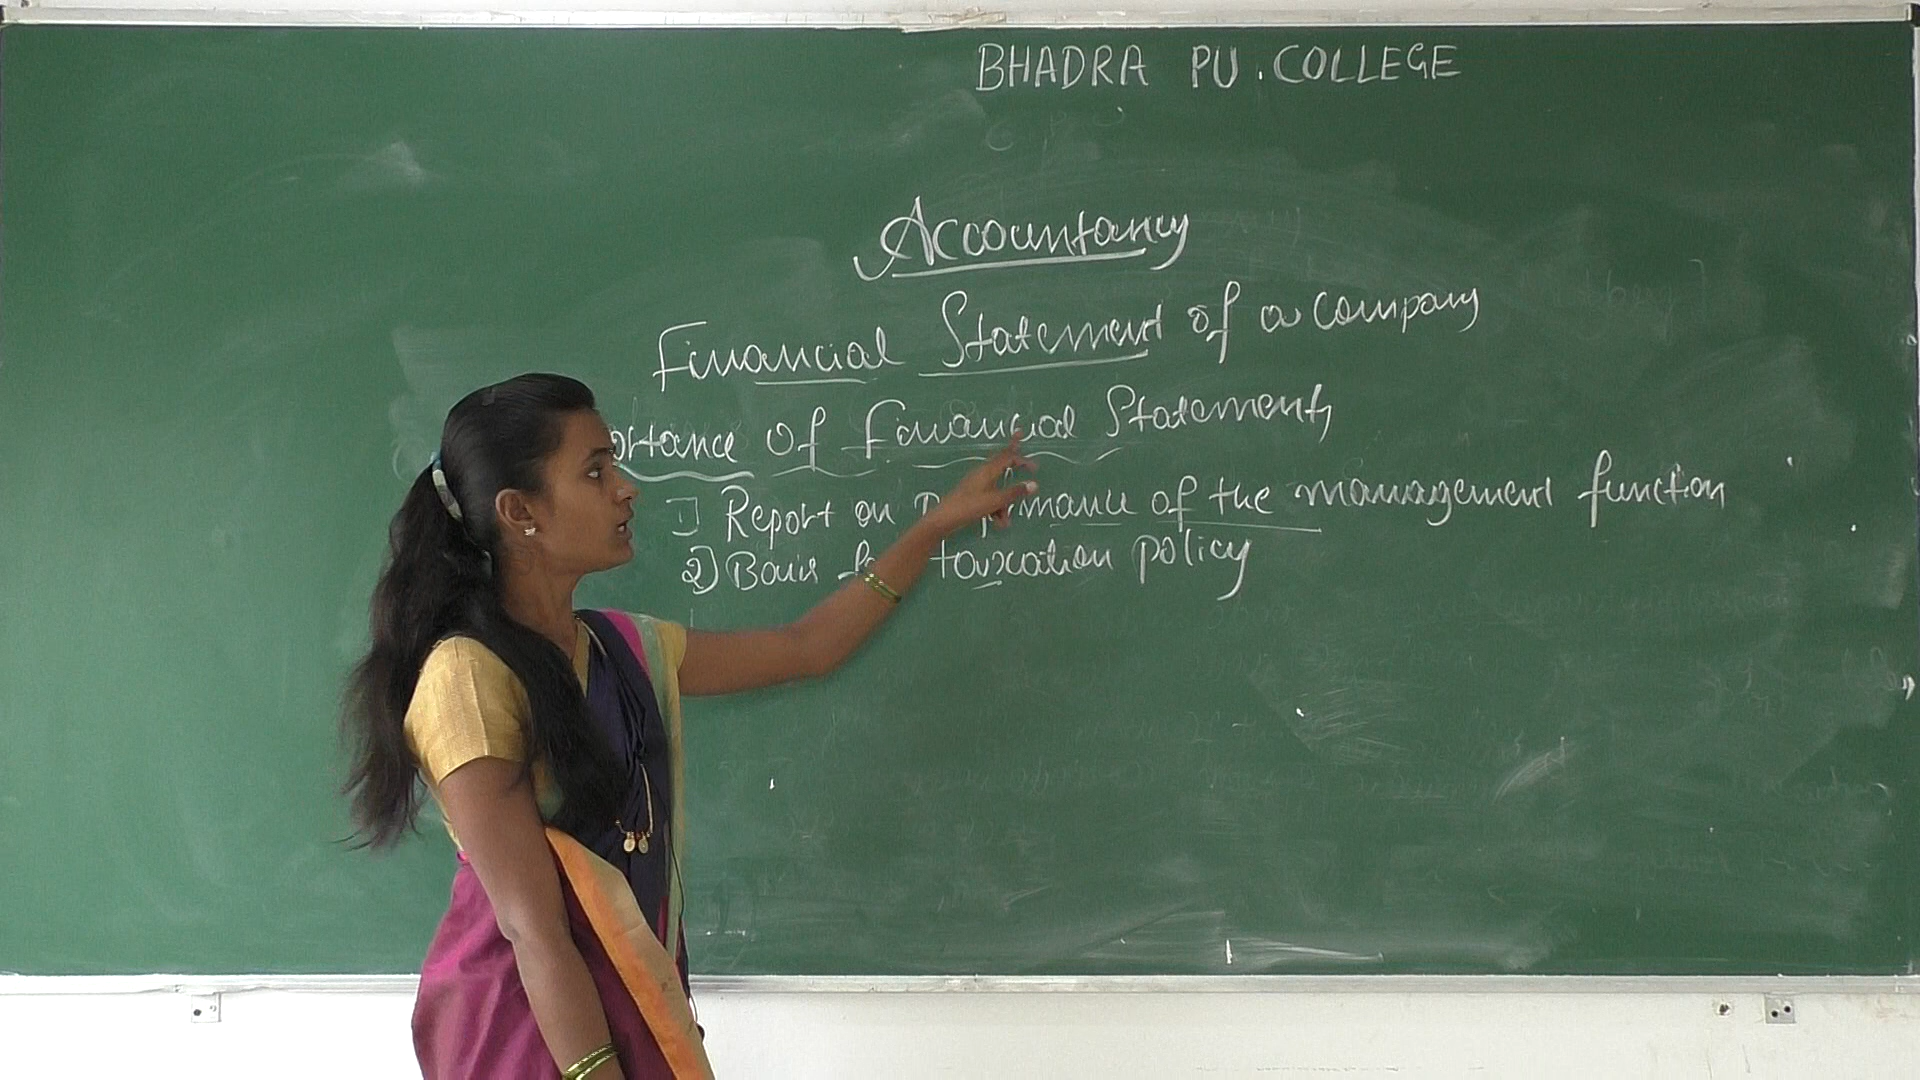 BHADRA PU. COLLEGE
Accountancy
Financial Statement of a company
ortance of Financial Statements
1] Report on of the management function
2) Basis for taxation policy